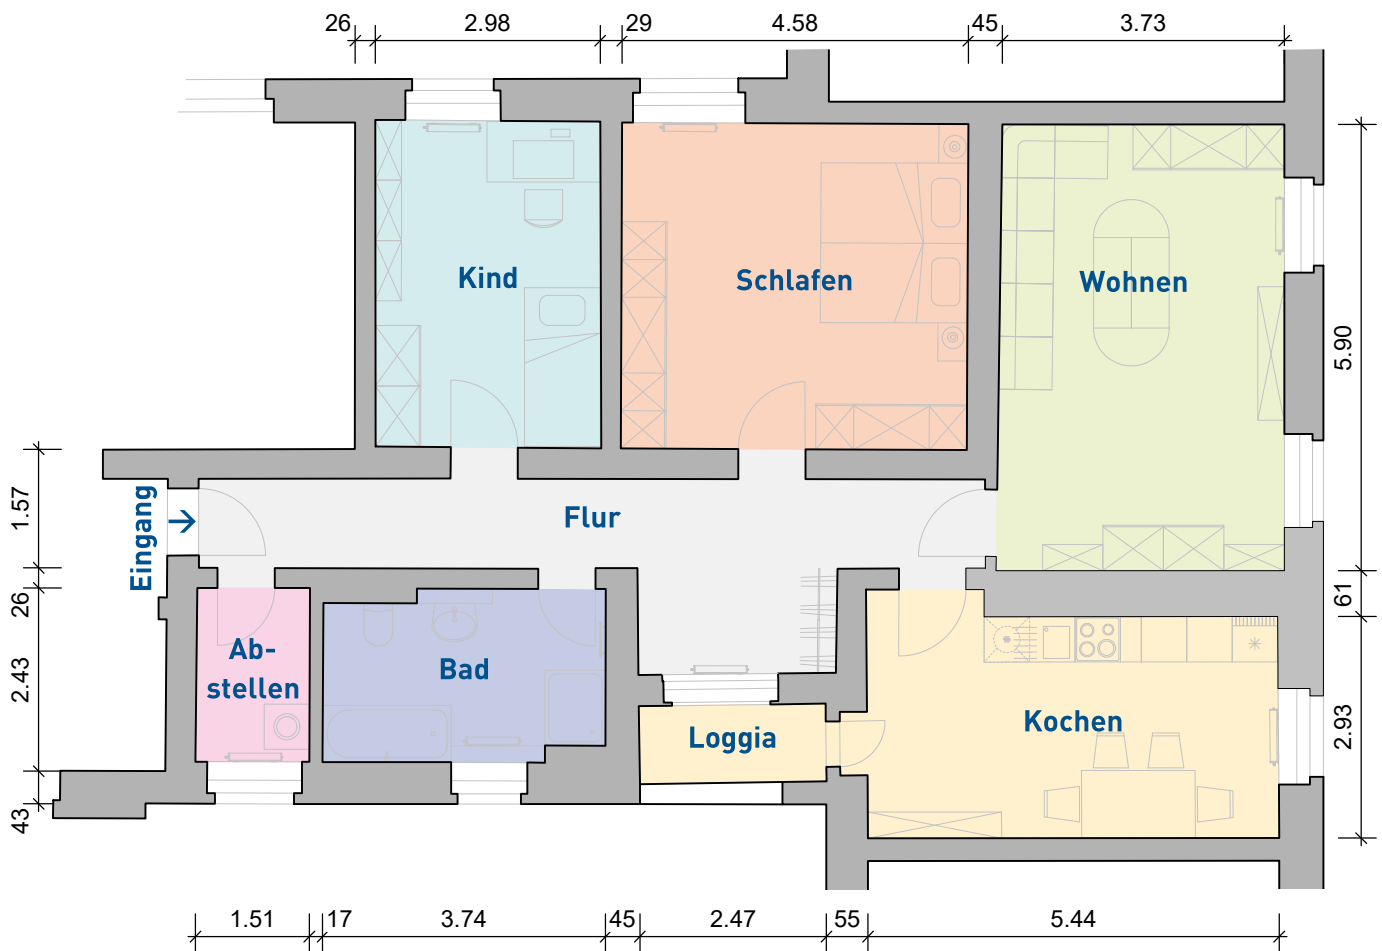 26 2.98 29 4.58 45 3.73
Kind
Schlafen
Wohnen
5.90
1.57
Eingang
Flur
26
61
Ab-
stellen
Bad
2.43
Loggia
Kochen
2.93
43
1.51 17 3.74 45 2.47 55 5.44